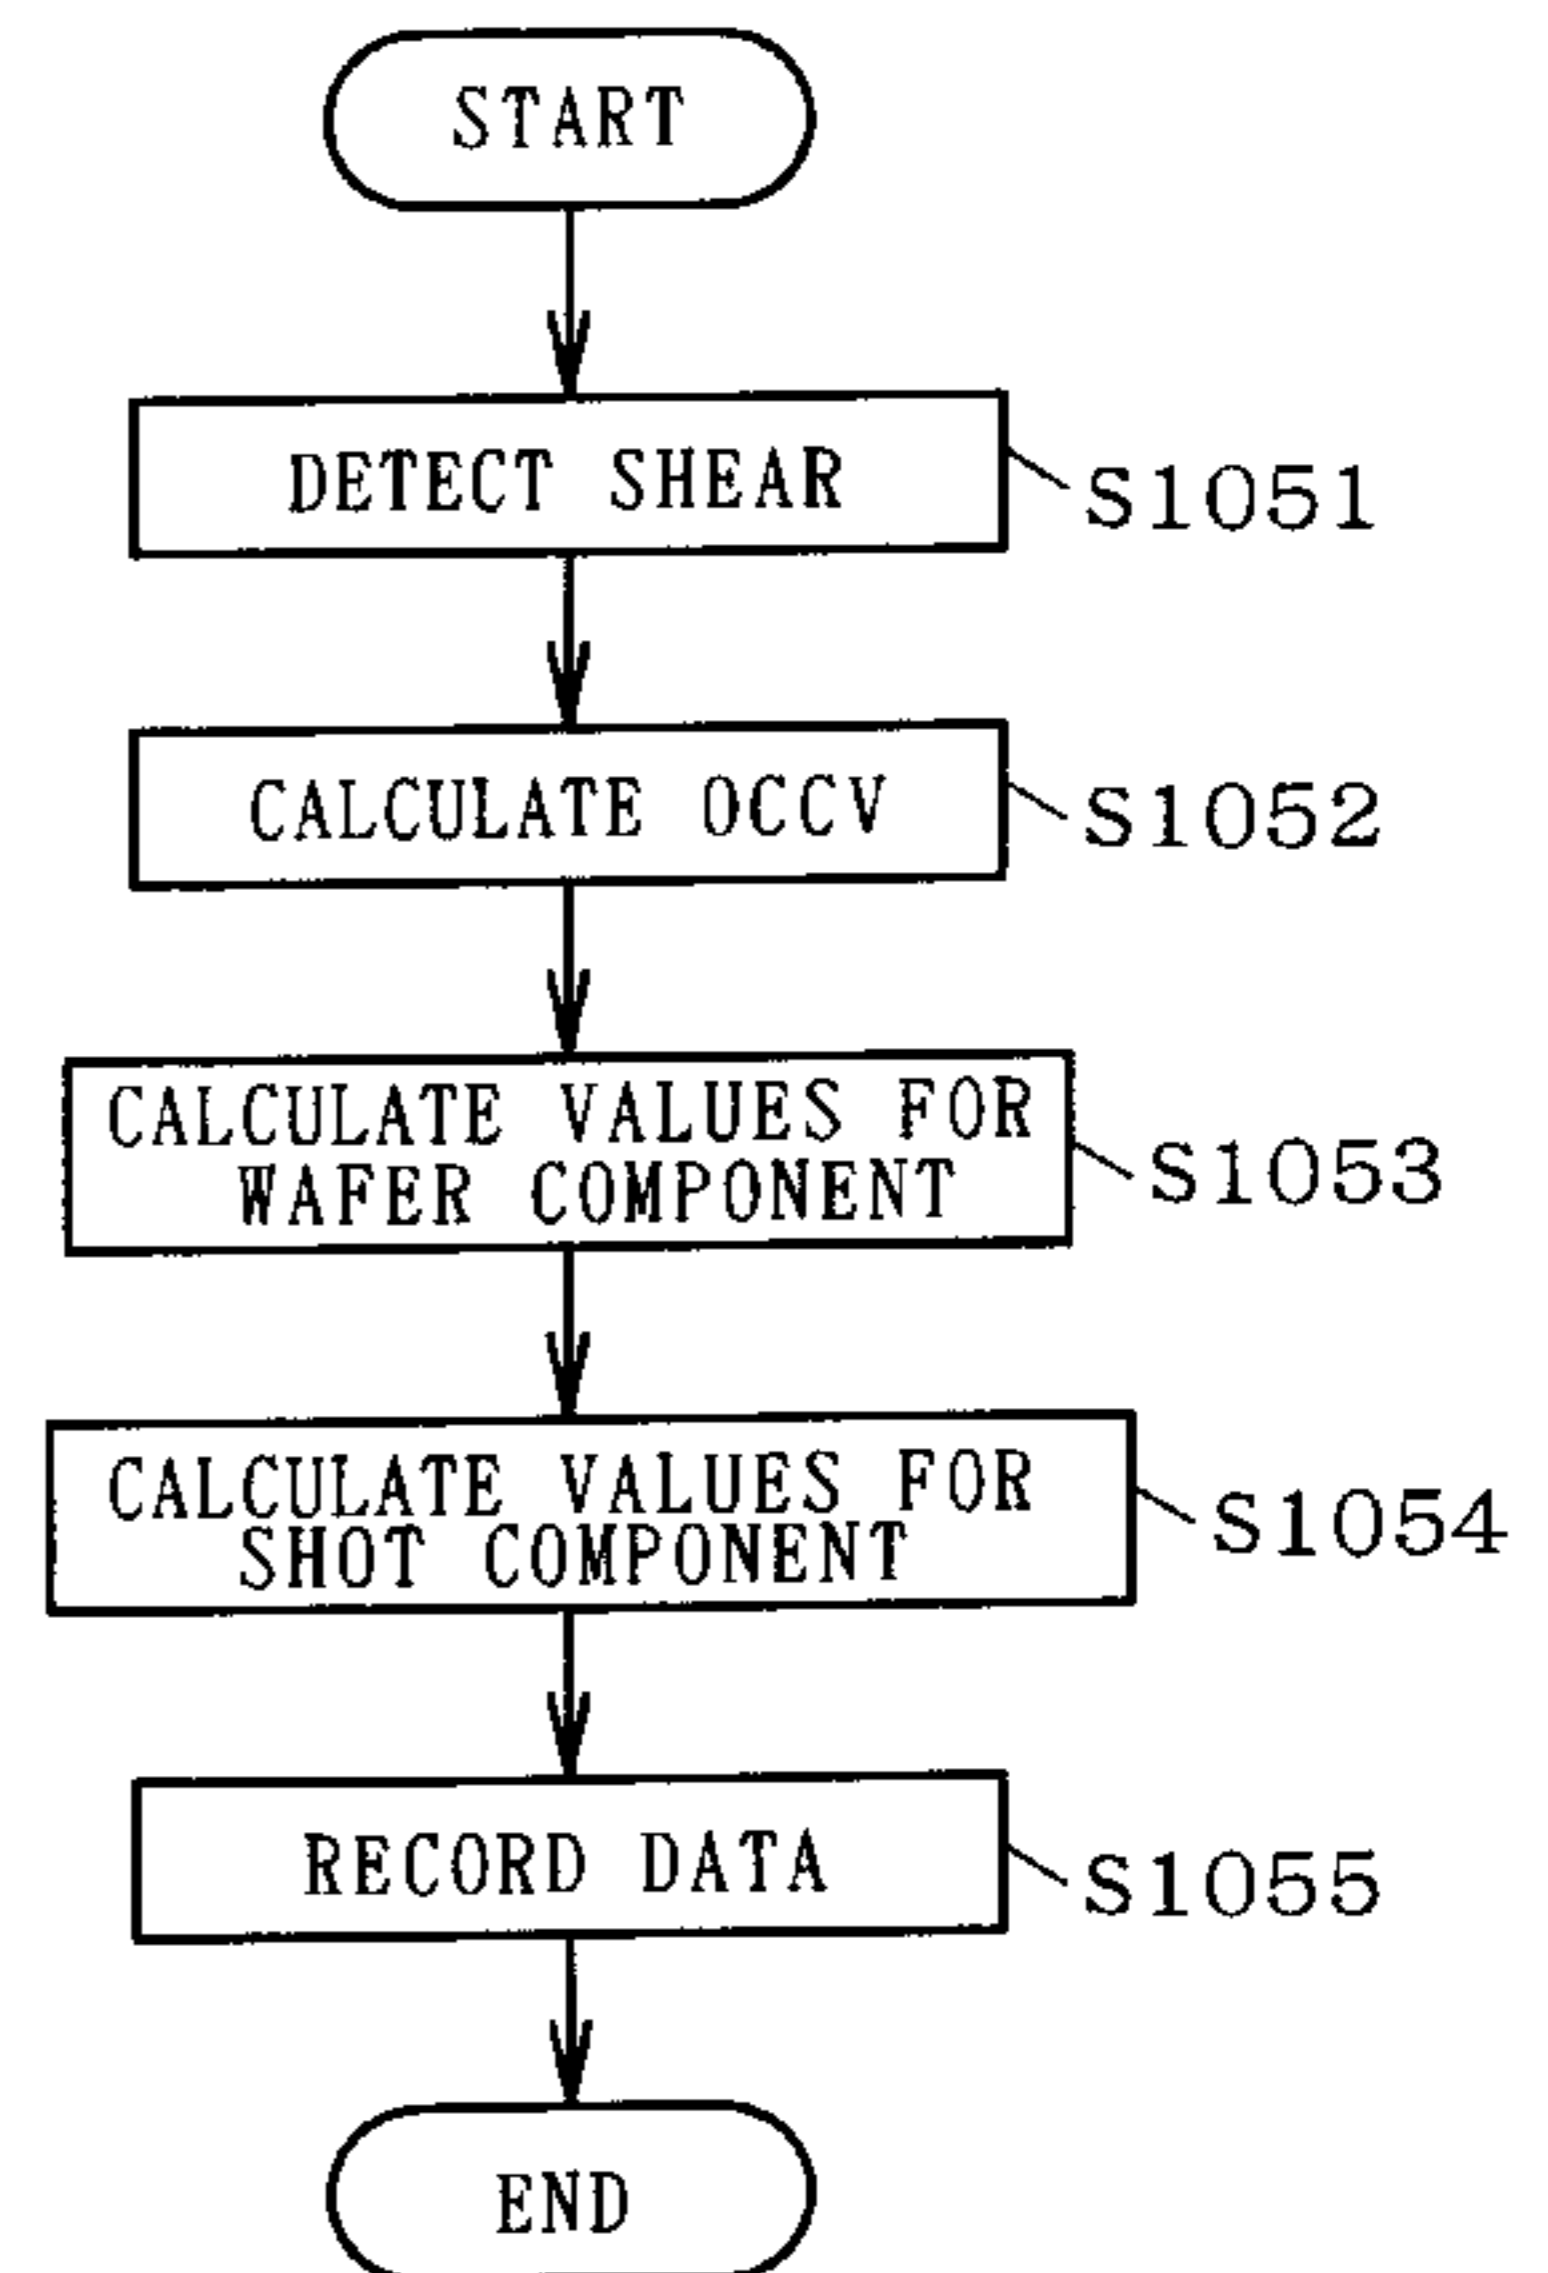 START
DETECT SHEAR
S1051
CALCULATE OCCV
S1052
CALCULATE VALUES FOR
WAFER COMPONENT
S1053
CALCULATE VALUES FOR
SHOT COMPONENT
S1054
RECORD DATA
S1055
END